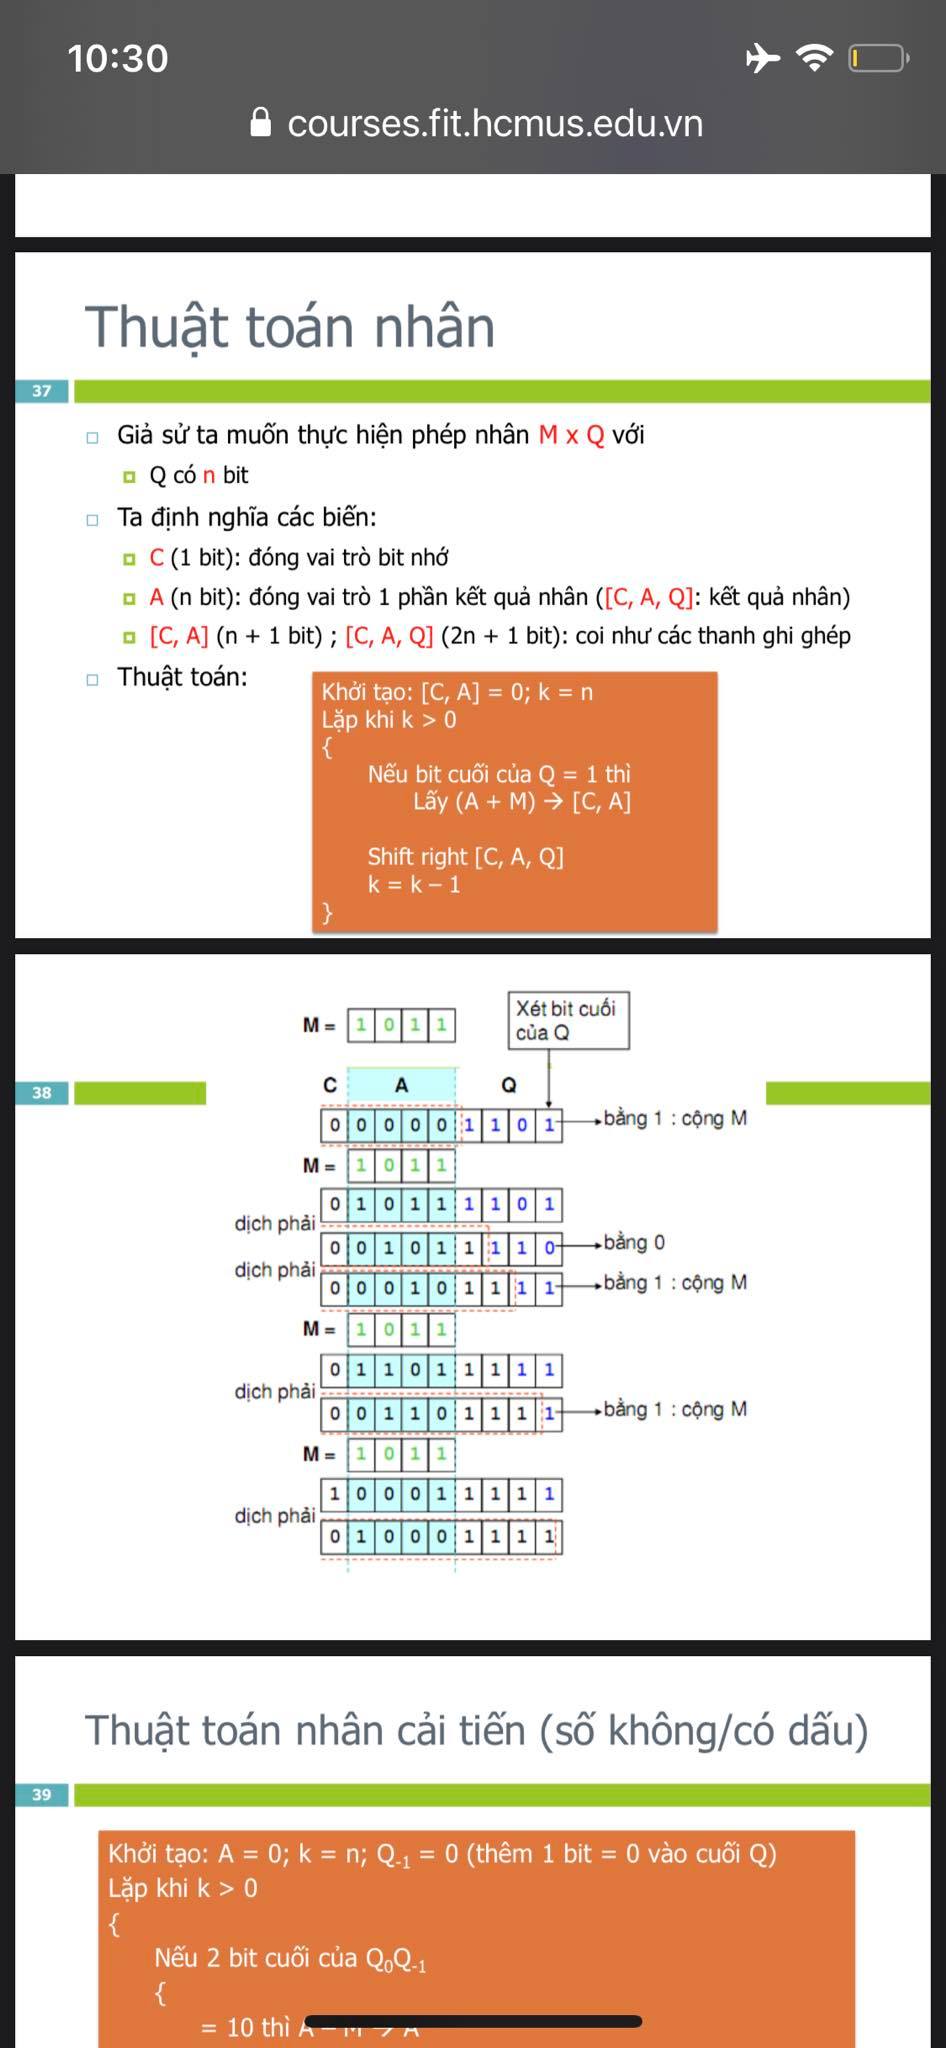 10:30
courses.fit.hcmus.edu.vn
Thuật toán nhân
37
Giả sử ta muốn thực hiện phép nhân M x Q với
Q có n bit
Ta định nghĩa các biến:
C (1 bit): đóng vai trò bit nhớ
A (n bit): đóng vai trò 1 phần kết quả nhân ([C, A, Q]: kết quả nhân)
[C, A] (n + 1 bit) ; [C, A, Q] (2n + 1 bit): coi như các thanh ghi ghép
Thuật toán:
Khởi tạo: [C, A] = 0; k = n
Lặp khi k > 0
{
Nếu bit cuối của Q = 1 thì
Lấy (A + M) → [C, A]
Shift right [C, A, Q]
k = k – 1
}
Xét bit cuối
của Q
M = 1 0 1 1
38
C A Q
0 0 0 0 0 1 1 0 1 bằng 1 : cộng M
M = 1 0 1 1
0 1 0 1 1 1 1 0 1
dịch phải
0 0 1 0 1 1 1 1 0 bằng 0
dịch phải
0 0 0 1 0 1 1 1 1 bằng 1 : cộng M
M = 1 0 1 1
0 1 1 0 1 1 1 1 1
dịch phải
0 0 1 1 0 1 1 1 1 bằng 1 : cộng M
M = 1 0 1 1
1 0 0 0 1 1 1 1 1
dịch phải
0 1 0 0 0 1 1 1 1
Thuật toán nhân cải tiến (số không/có dấu)
39
Khởi tạo: A = 0; k = n; Q-1 = 0 (thêm 1 bit = 0 vào cuối Q)
Lặp khi k > 0
{
Nếu 2 bit cuối của Q0Q-1
{
= 10 thì A – M → A